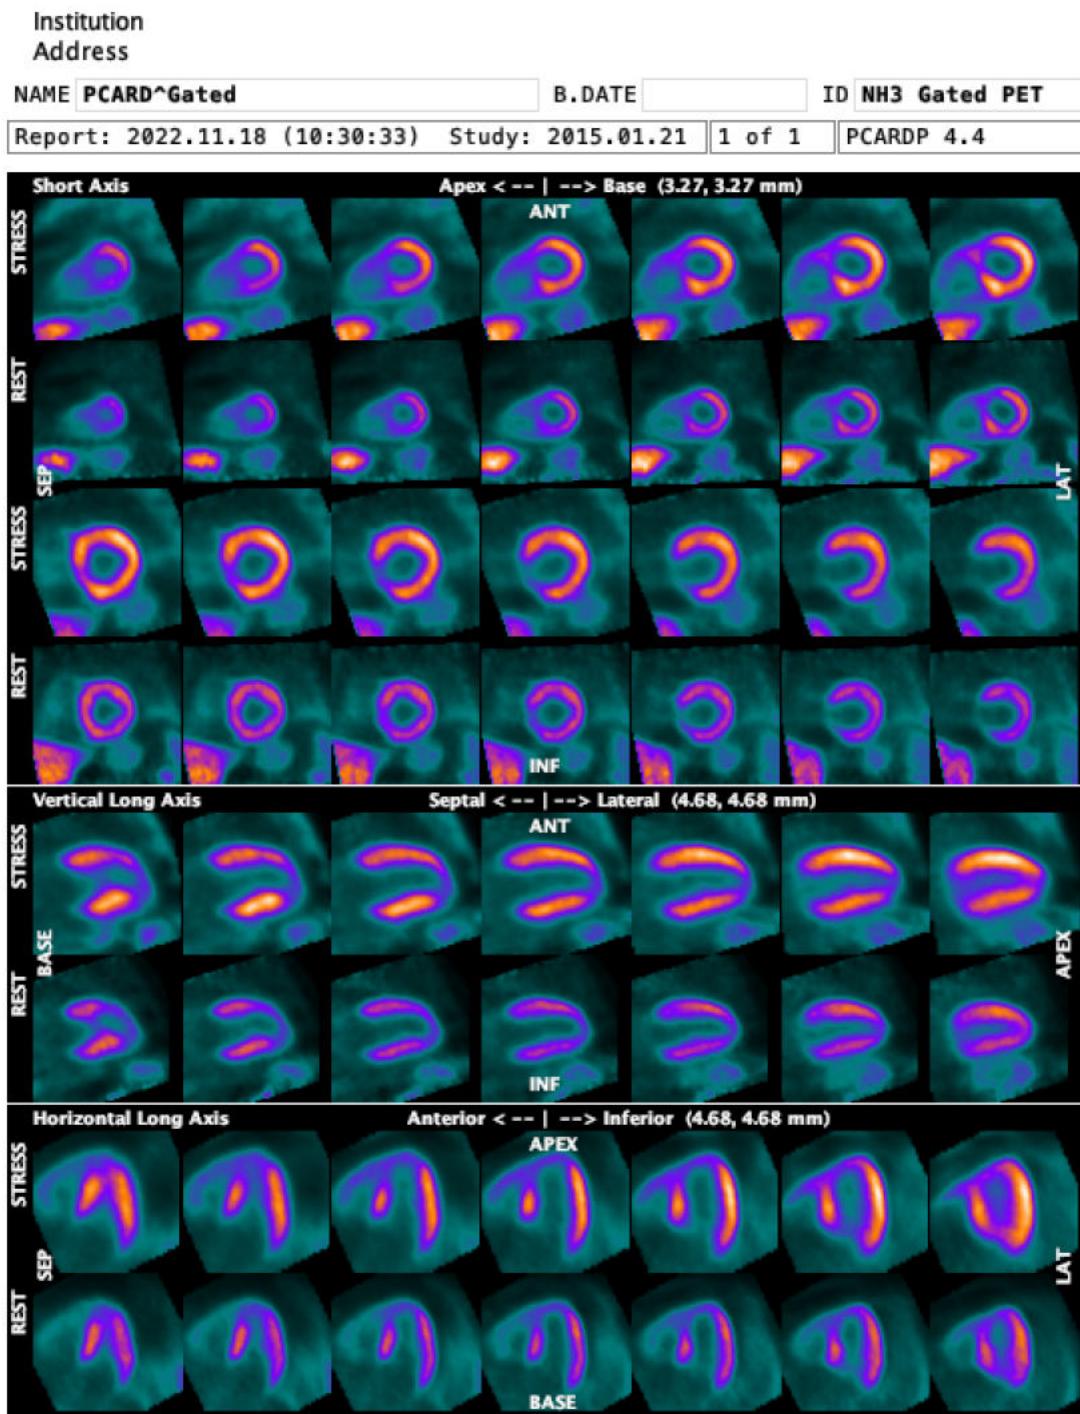 Institution
Address
NAME PCARD^Gated B.DATE ID NH3 Gated PET
Report: 2022.11.18 (10:30:33) Study: 2015.01.21 1 of 1 PCARDP 4.4
Short Axis Apex < -- | --> Base (3.27, 3.27 mm)
ANT
STRESS
REST
SEP
LAT
STRESS
REST
INF
Vertical Long Axis Septal < -- | --> Lateral (4.68, 4.68 mm)
ANT
STRESS
BASE
APEX
REST
INF
Horizontal Long Axis Anterior < -- | --> Inferior (4.68, 4.68 mm)
APEX
STRESS
SEP
LAT
REST
BASE